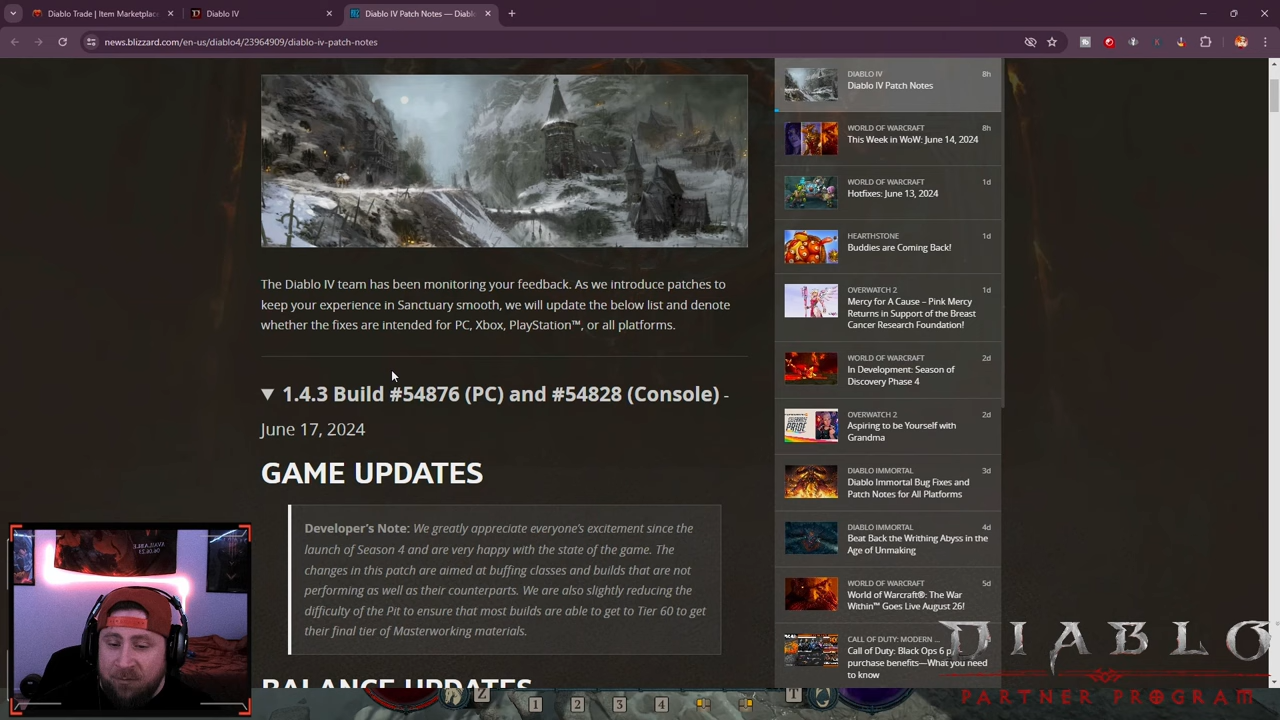 Diablo Trade | Item Marketplac
Diablo IV
Diablo IV Patch Notes — Diabl
news.blizzard.com/en-us/diablo4/23964909/diablo-iv-patch-notes
The Diablo IV team has been monitoring your feedback. As we introduce patches to
keep your experience in Sanctuary smooth, we will update the below list and denote
whether the fixes are intended for PC, Xbox, PlayStation™, or all platforms.
1.4.3 Build #54876 (PC) and #54828 (Console) -
June 17, 2024
GAME UPDATES
Developer's Note: We greatly appreciate everyone's excitement since the
launch of Season 4 and are very happy with the state of the game. The
changes in this patch are aimed at buffing classes and builds that are not
performing as well as their counterparts. We are also slightly reducing the
difficulty of the Pit to ensure that most builds are able to get to Tier 60 to get
their final tier of Masterworking materials.
BALANCE UPDATES
DIABLO IV 8h
Diablo IV Patch Notes
WORLD OF WARCRAFT 8h
This Week in WoW: June 14, 2024
WORLD OF WARCRAFT 1d
Hotfixes: June 13, 2024
HEARTHSTONE 1d
Buddies are Coming Back!
OVERWATCH 2 1d
Mercy for A Cause – Pink Mercy
Returns in Support of the Breast
Cancer Research Foundation!
WORLD OF WARCRAFT 2d
In Development: Season of
Discovery Phase 4
OVERWATCH 2 2d
Aspiring to be Yourself with
Grandma
DIABLO IMMORTAL 3d
Diablo Immortal Bug Fixes and
Patch Notes for All Platforms
DIABLO IMMORTAL 4d
Beat Back the Writhing Abyss in the
Age of Unmaking
WORLD OF WARCRAFT 5d
World of Warcraft®: The War
Within™ Goes Live August 26!
CALL OF DUTY: MODERN ...
Call of Duty: Black Ops 6 p
purchase benefits—What you need
to know
DIABLO
PARTNER PROGRAM
Z 1 2 3 4 T